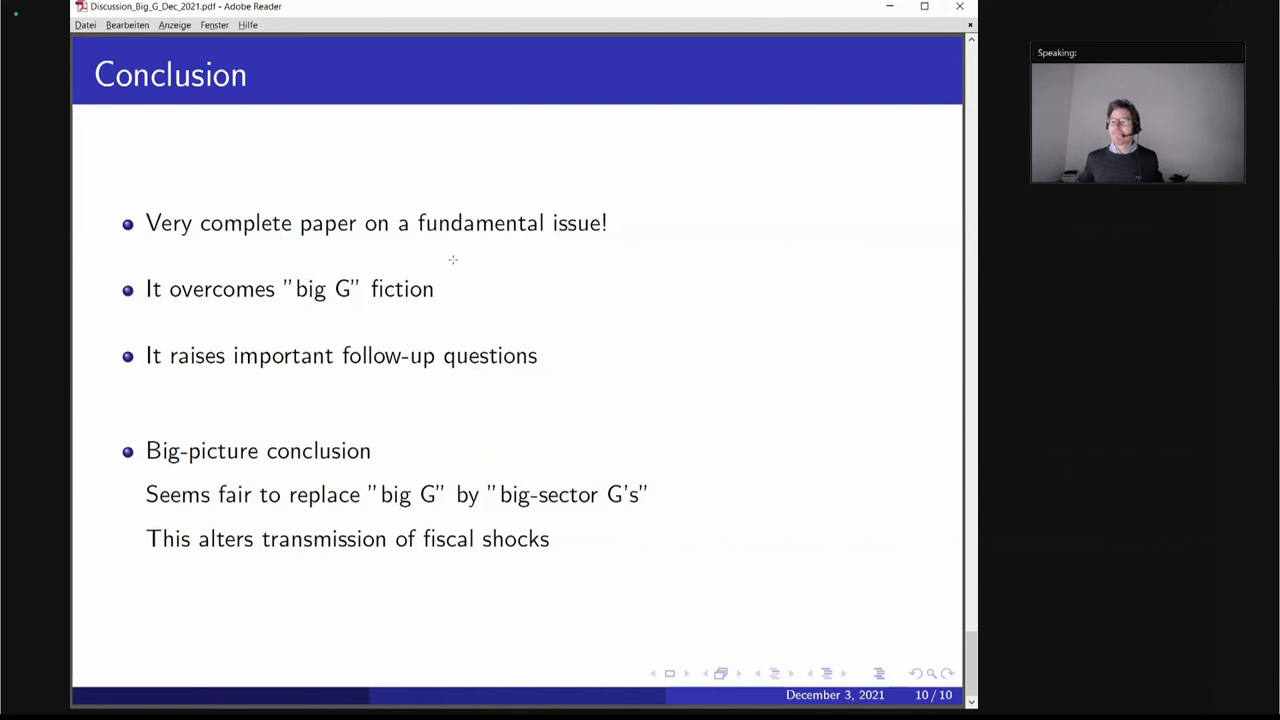 Discussion_Big_G_Dec_2021.pdf - Adobe Reader
Datei Bearbeiten Anzeige Fenster Hilfe
Conclusion
Speaking:
Very complete paper on a fundamental issue!
It overcomes "big G" fiction
It raises important follow-up questions
Big-picture conclusion
Seems fair to replace "big G" by "big-sector G's"
This alters transmission of fiscal shocks
December 3, 2021 10 / 10